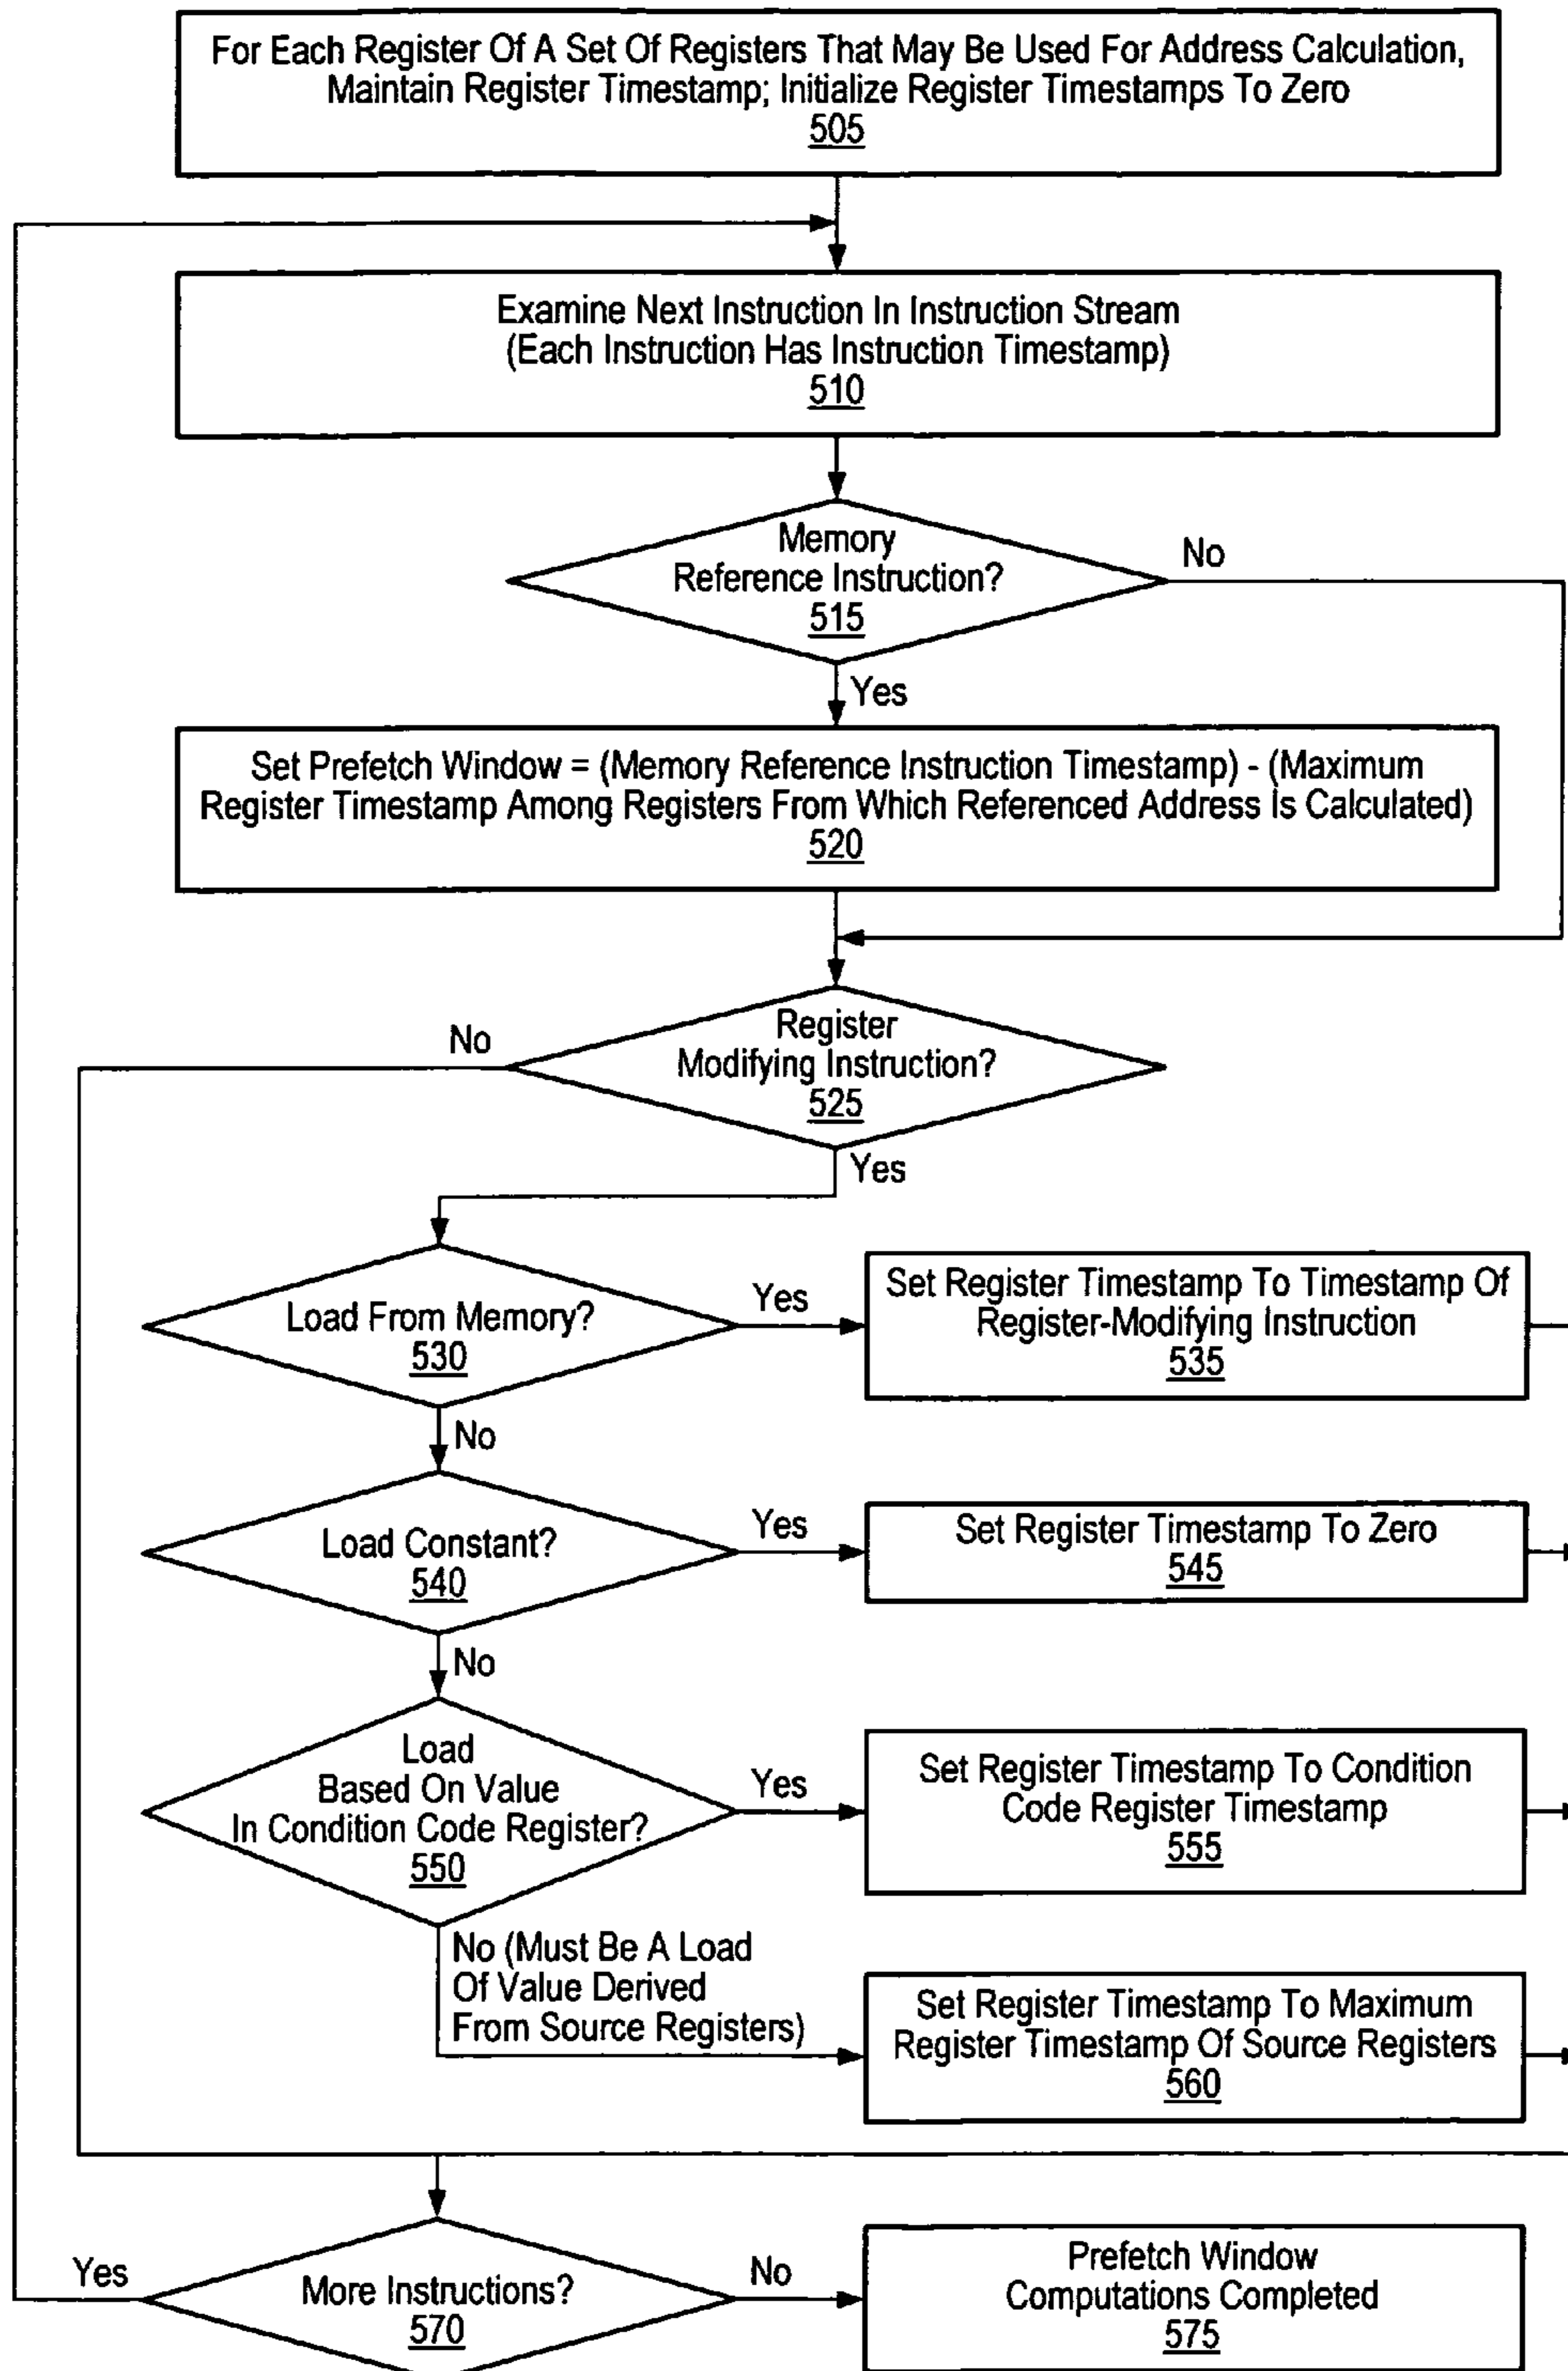 For Each Register Of A Set Of Registers That May Be Used For Address Calculation,
Maintain Register Timestamp; Initialize Register Timestamps To Zero
505
Examine Next Instruction In Instruction Stream
(Each Instruction Has Instruction Timestamp)
510
Memory
Reference Instruction?
515
No
Yes
Set Prefetch Window = (Memory Reference Instruction Timestamp) - (Maximum
Register Timestamp Among Registers From Which Referenced Address Is Calculated)
520
Register
Modifying Instruction?
525
No
Yes
Load From Memory?
530
Yes
Set Register Timestamp To Timestamp Of
Register-Modifying Instruction
535
No
Load Constant?
540
Yes
Set Register Timestamp To Zero
545
No
Load
Based On Value
In Condition Code Register?
550
Yes
Set Register Timestamp To Condition
Code Register Timestamp
555
No (Must Be A Load
Of Value Derived
From Source Registers)
Set Register Timestamp To Maximum
Register Timestamp Of Source Registers
560
Yes
More Instructions?
570
No
Prefetch Window
Computations Completed
575